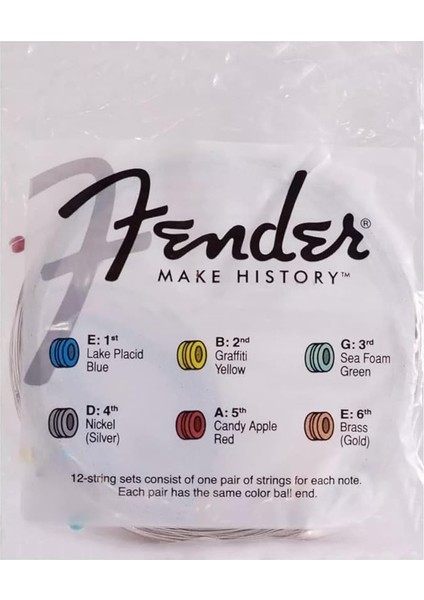 Fender®
MAKE HISTORY™
E: 1st
Lake Placid
Blue
B: 2nd
Graffiti
Yellow
G: 3rd
Sea Foam
Green
D: 4th
Nickel
(Silver)
A: 5th
Candy Apple
Red
E: 6th
Brass
(Gold)
12-string sets consist of one pair of strings for each note.
Each pair has the same color ball end.